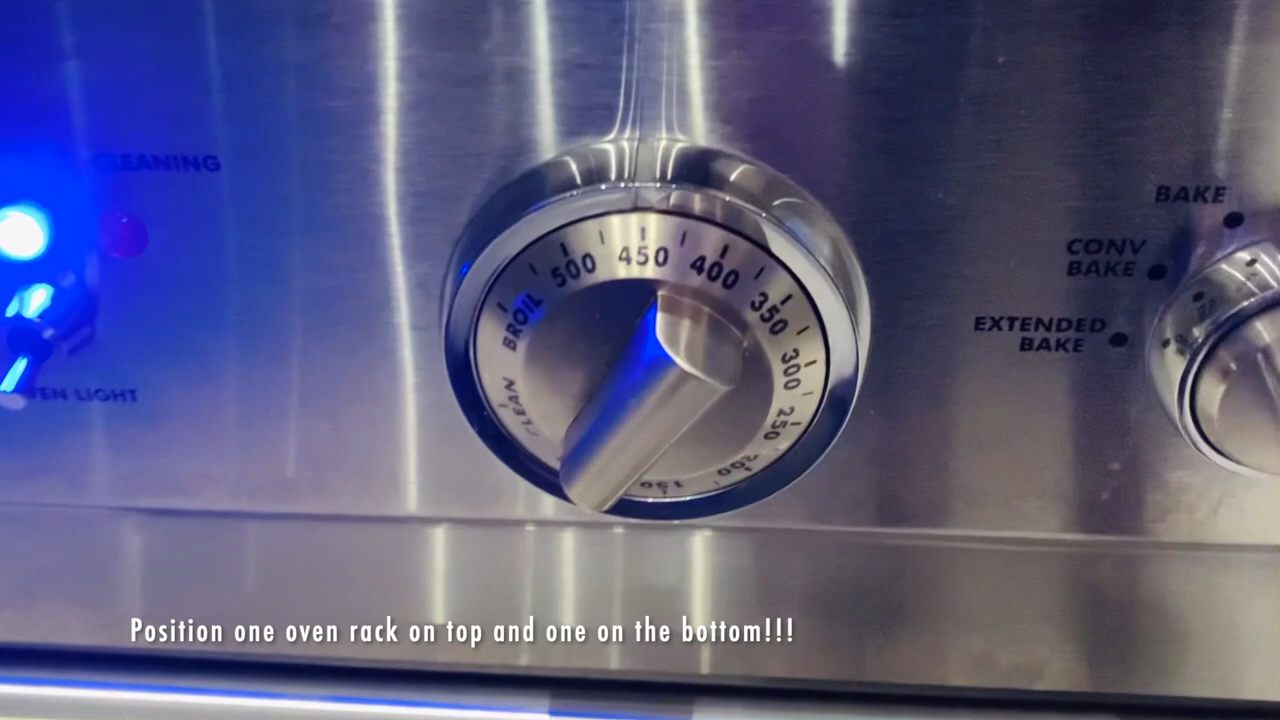 CLEANING
OVEN LIGHT
BROIL
500
450
400
350
300
250
200
150
CLEAN
BAKE
CONV
BAKE
EXTENDED
BAKE
Position one oven rack on top and one on the bottom!!!